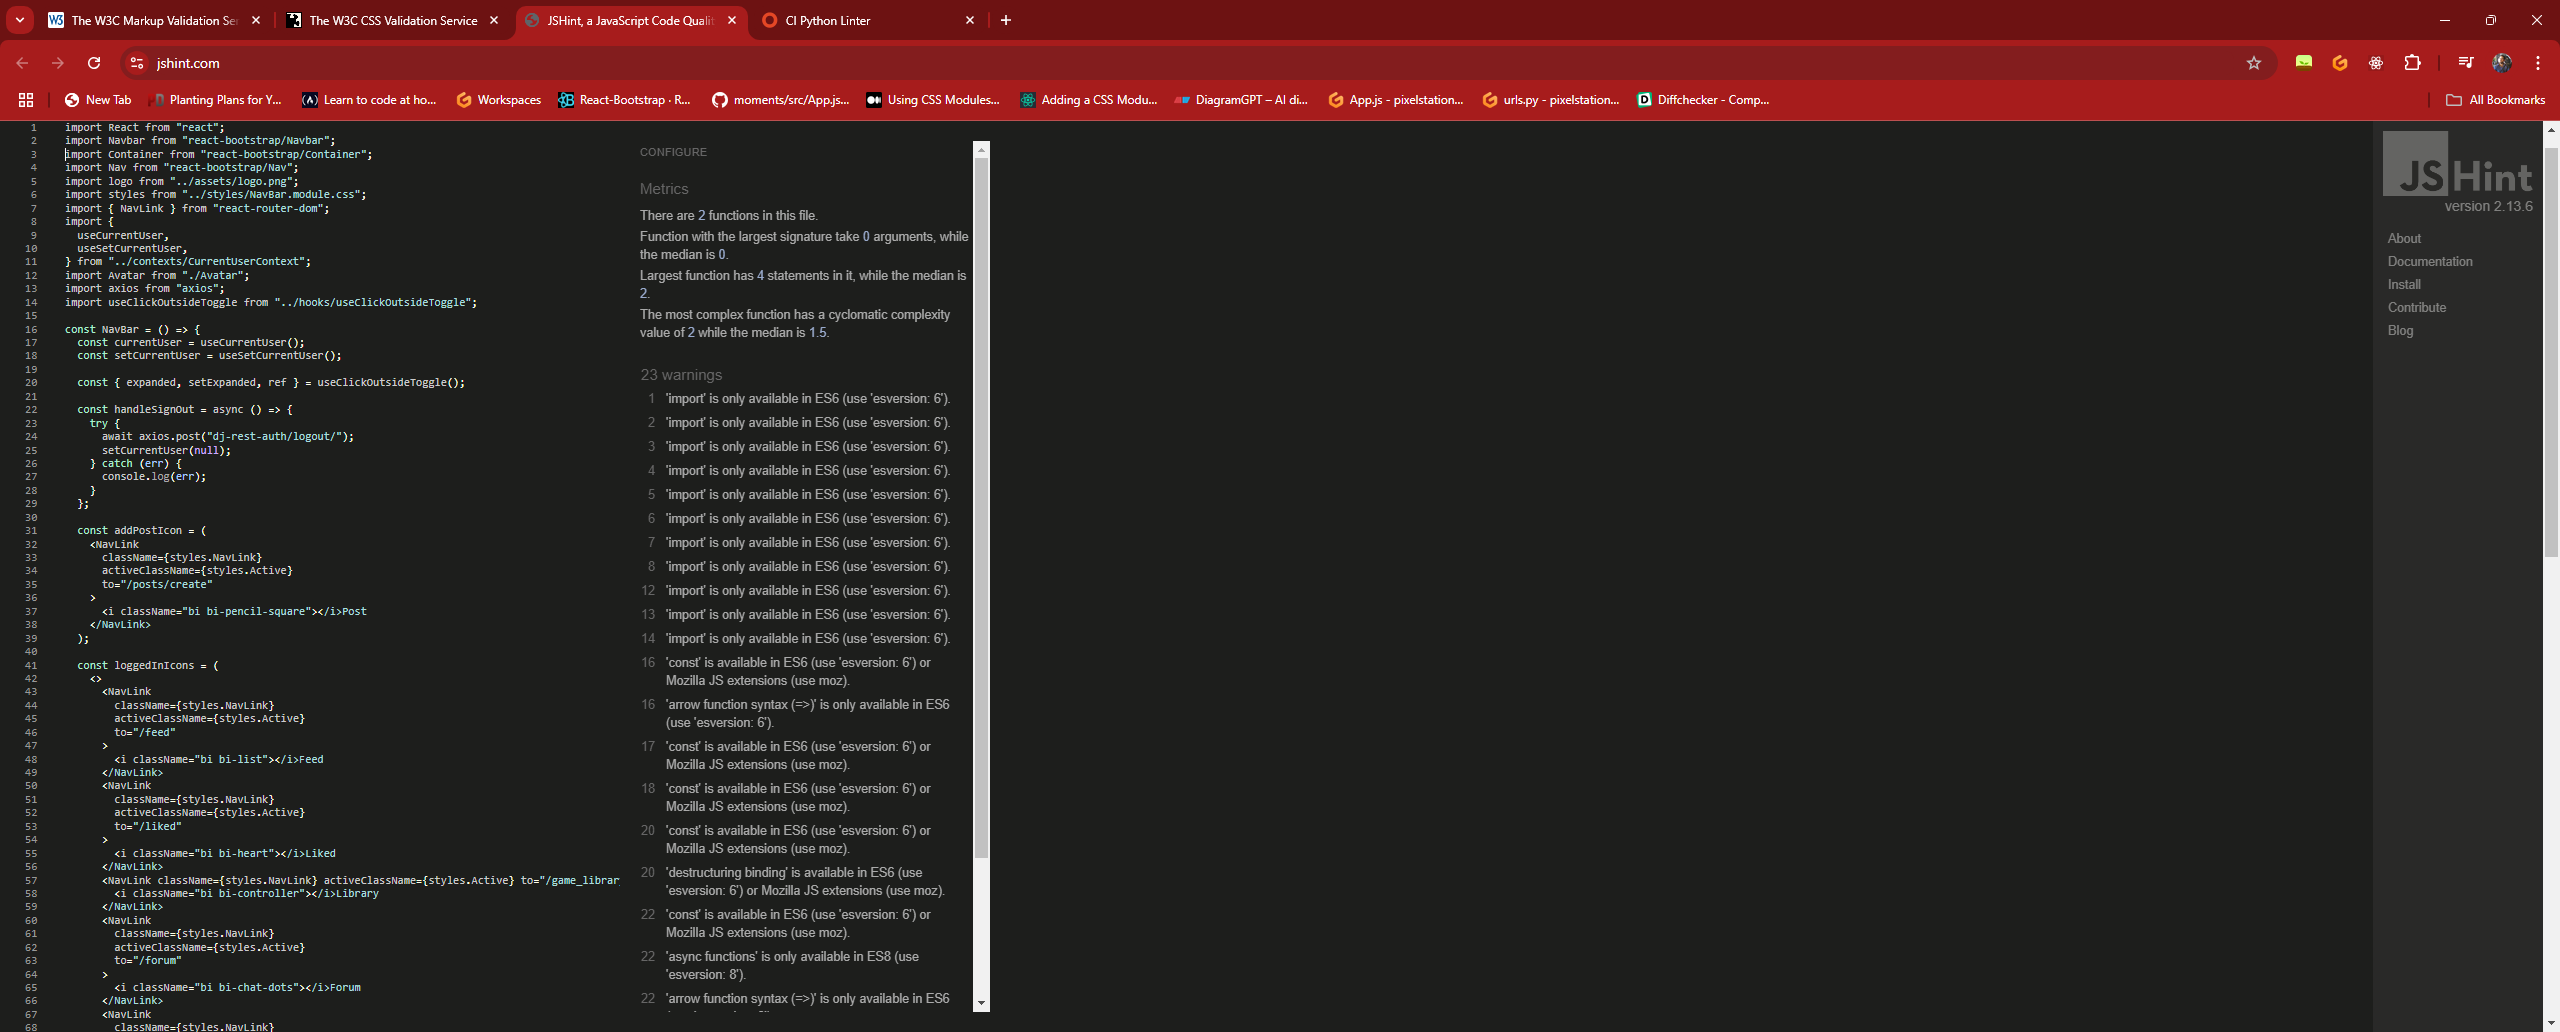 The W3C Markup Validation Se
The W3C CSS Validation Service
JSHint, a JavaScript Code Qualit
CI Python Linter
jshint.com
New Tab
Planting Plans for Y...
Learn to code at ho...
Workspaces
React-Bootstrap · R...
moments/src/App.js...
Using CSS Modules...
Adding a CSS Modu...
DiagramGPT – AI di...
App.js - pixelstation...
urls.py - pixelstation...
Diffchecker - Comp...
All Bookmarks
1 import React from "react";
2 import Navbar from "react-bootstrap/Navbar";
3 import Container from "react-bootstrap/Container";
4 import Nav from "react-bootstrap/Nav";
5 import logo from "../assets/logo.png";
6 import styles from "../styles/NavBar.module.css";
7 import { NavLink } from "react-router-dom";
8 import {
9 useCurrentUser,
10 useSetCurrentUser,
11 } from "../contexts/CurrentUserContext";
12 import Avatar from "./Avatar";
13 import axios from "axios";
14 import useClickOutsideToggle from "../hooks/useClickOutsideToggle";
15
16 const NavBar = () => {
17 const currentUser = useCurrentUser();
18 const setCurrentUser = useSetCurrentUser();
19
20 const { expanded, setExpanded, ref } = useClickOutsideToggle();
21
22 const handleSignOut = async () => {
23 try {
24 await axios.post("dj-rest-auth/logout/");
25 setCurrentUser(null);
26 } catch (err) {
27 console.log(err);
28 }
29 };
30
31 const addPostIcon = (
32 <NavLink
33 className={styles.NavLink}
34 activeClassName={styles.Active}
35 to="/posts/create"
36 >
37 <i className="bi bi-pencil-square"></i>Post
38 </NavLink>
39 );
40
41 const loggedInIcons = (
42 <>
43 <NavLink
44 className={styles.NavLink}
45 activeClassName={styles.Active}
46 to="/feed"
47 >
48 <i className="bi bi-list"></i>Feed
49 </NavLink>
50 <NavLink
51 className={styles.NavLink}
52 activeClassName={styles.Active}
53 to="/liked"
54 >
55 <i className="bi bi-heart"></i>Liked
56 </NavLink>
57 <NavLink className={styles.NavLink} activeClassName={styles.Active} to="/game_librar
58 <i className="bi bi-controller"></i>Library
59 </NavLink>
60 <NavLink
61 className={styles.NavLink}
62 activeClassName={styles.Active}
63 to="/forum"
64 >
65 <i className="bi bi-chat-dots"></i>Forum
66 </NavLink>
67 <NavLink
68 className={styles.NavLink}
CONFIGURE
Metrics
There are 2 functions in this file.
Function with the largest signature take 0 arguments, while
the median is 0.
Largest function has 4 statements in it, while the median is
2.
The most complex function has a cyclomatic complexity
value of 2 while the median is 1.5.
23 warnings
1 'import' is only available in ES6 (use 'esversion: 6').
2 'import' is only available in ES6 (use 'esversion: 6').
3 'import' is only available in ES6 (use 'esversion: 6').
4 'import' is only available in ES6 (use 'esversion: 6').
5 'import' is only available in ES6 (use 'esversion: 6').
6 'import' is only available in ES6 (use 'esversion: 6').
7 'import' is only available in ES6 (use 'esversion: 6').
8 'import' is only available in ES6 (use 'esversion: 6').
12 'import' is only available in ES6 (use 'esversion: 6').
13 'import' is only available in ES6 (use 'esversion: 6').
14 'import' is only available in ES6 (use 'esversion: 6').
16 'const' is available in ES6 (use 'esversion: 6') or
Mozilla JS extensions (use moz).
16 'arrow function syntax (=>)' is only available in ES6
(use 'esversion: 6').
17 'const' is available in ES6 (use 'esversion: 6') or
Mozilla JS extensions (use moz).
18 'const' is available in ES6 (use 'esversion: 6') or
Mozilla JS extensions (use moz).
20 'const' is available in ES6 (use 'esversion: 6') or
Mozilla JS extensions (use moz).
20 'destructuring binding' is available in ES6 (use
'esversion: 6') or Mozilla JS extensions (use moz).
22 'const' is available in ES6 (use 'esversion: 6') or
Mozilla JS extensions (use moz).
22 'async functions' is only available in ES8 (use
'esversion: 8').
22 'arrow function syntax (=>)' is only available in ES6
JSHint
version 2.13.6
About
Documentation
Install
Contribute
Blog